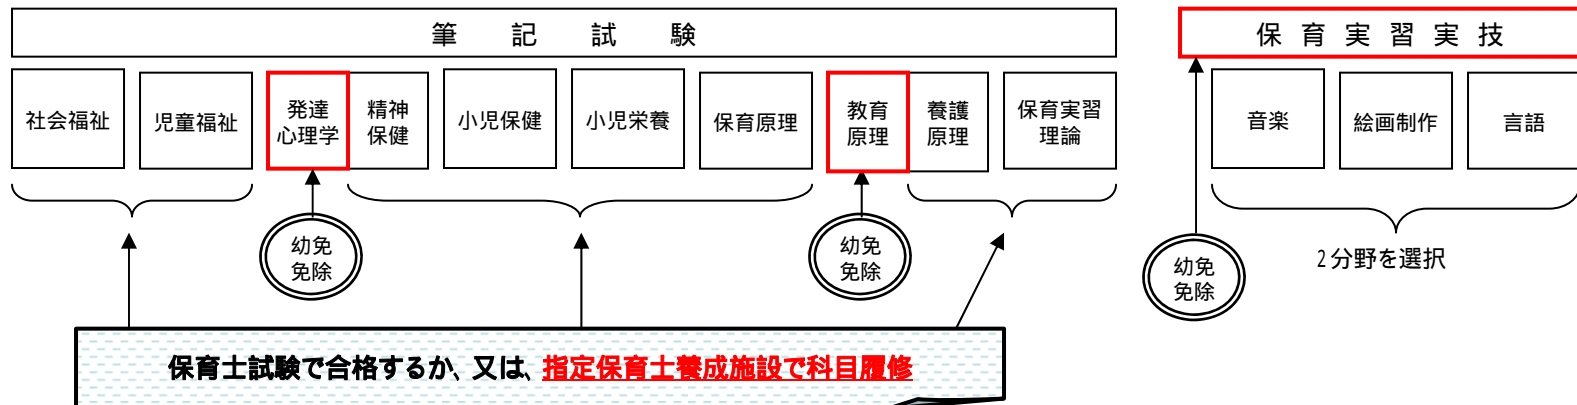 筆記試験
保育実習実技
社会福祉
児童福祉
発達
心理学
精神
保健
小児保健
小児栄養
保育原理
教育
原理
養護
原理
保育実習
理論
音楽
絵画制作
言語
幼免
免除
幼免
免除
幼免
免除
2分野を選択
保育士試験で合格するか、又は、指定保育士養成施設で科目履修